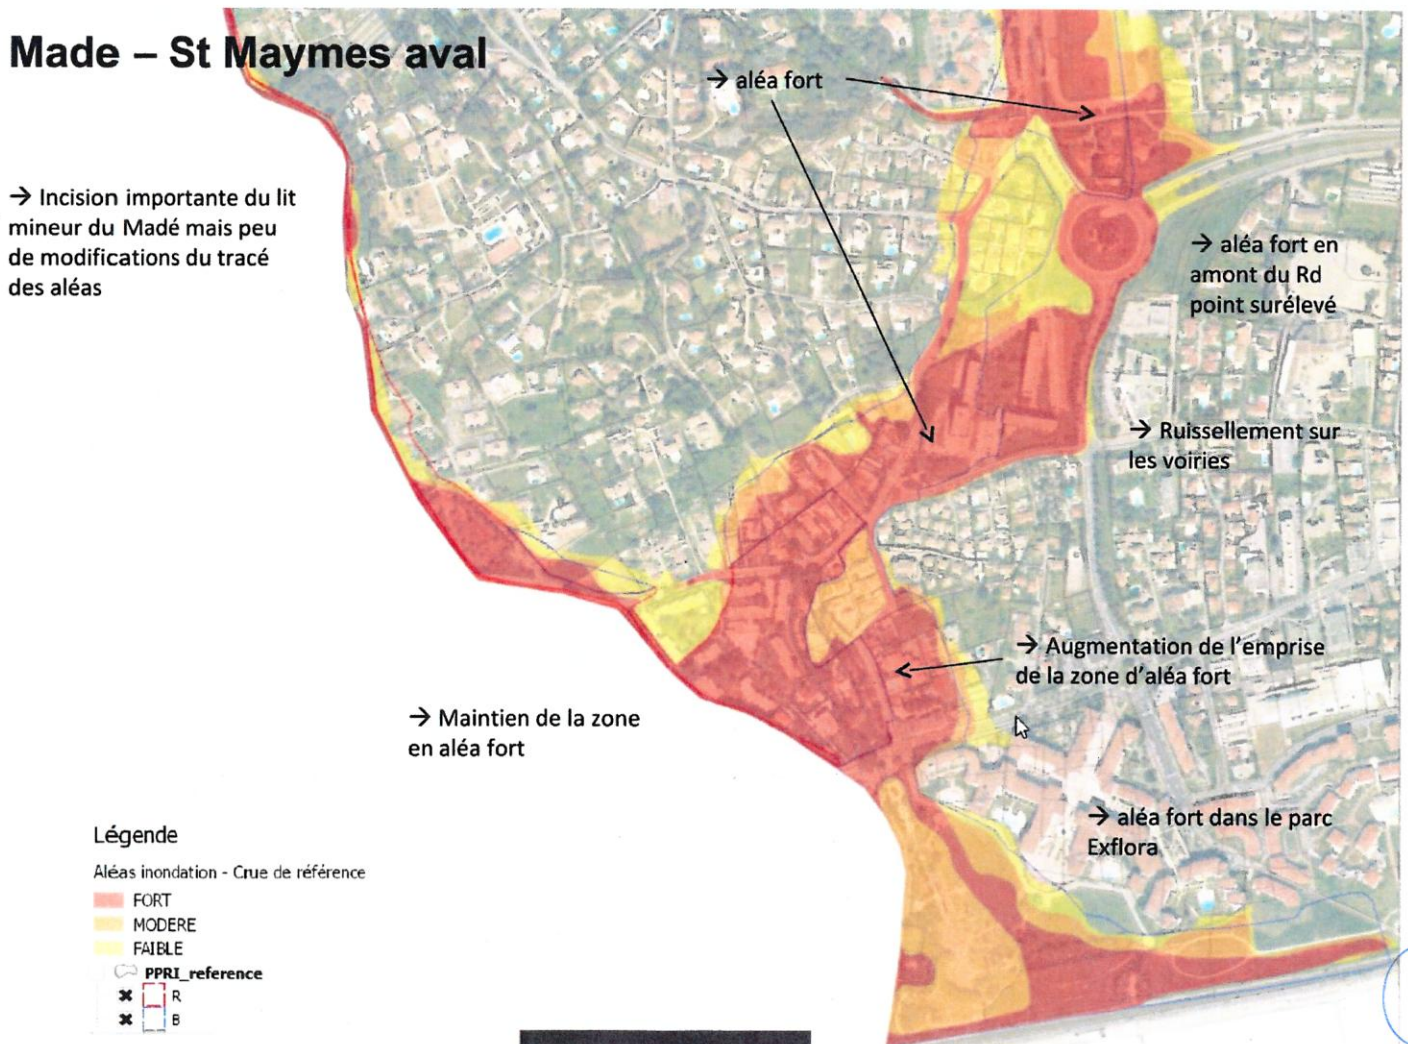 Made – St Maymes aval
→ aléa fort
→ Incision importante du lit
mineur du Madé mais peu
de modifications du tracé
des aléas
→ aléa fort en
amont du Rd
point surélevé
→ Ruissellement sur
les voiries
→ Augmentation de l'emprise
de la zone d'aléa fort
→ Maintien de la zone
en aléa fort
→ aléa fort dans le parc
Exflora
Légende
Aléas inondation - Crue de référence
FORT
MODERE
FAIBLE
PPRI_reference
R
B